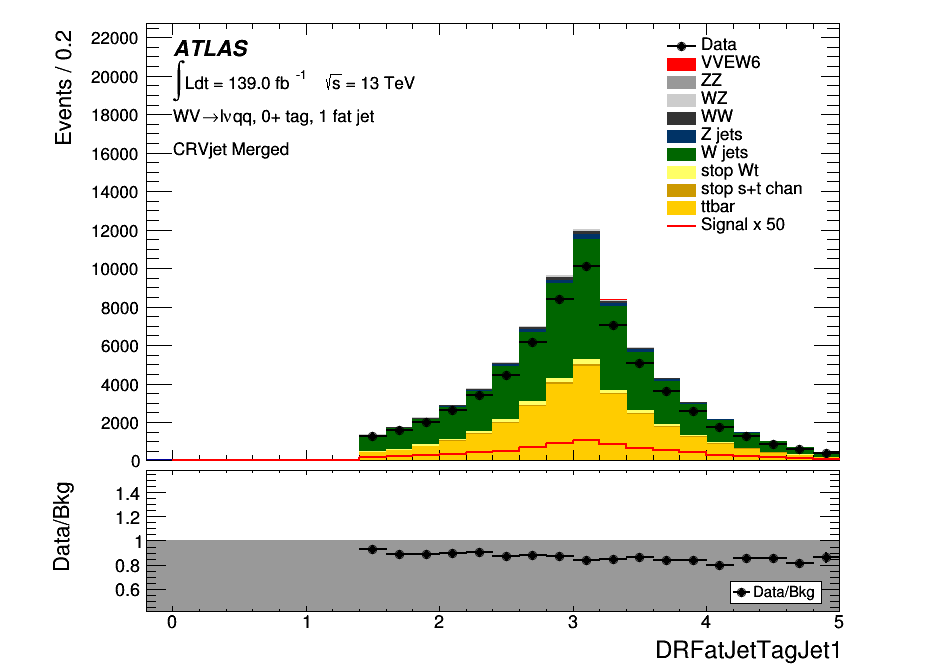 Events / 0.2
22000
20000
18000
16000
14000
12000
10000
8000
6000
4000
2000
0
ATLAS
∫Ldt = 139.0 fb⁻¹ √s = 13 TeV
WV→lνqq, 0+ tag, 1 fat jet
CRVjet Merged
Data
VVEW6
ZZ
WZ
WW
Z jets
W jets
stop Wt
stop s+t chan
ttbar
Signal x 50
Data/Bkg
1.4
1.2
1
0.8
0.6
Data/Bkg
0 1 2 3 4 5
DRFatJetTagJet1